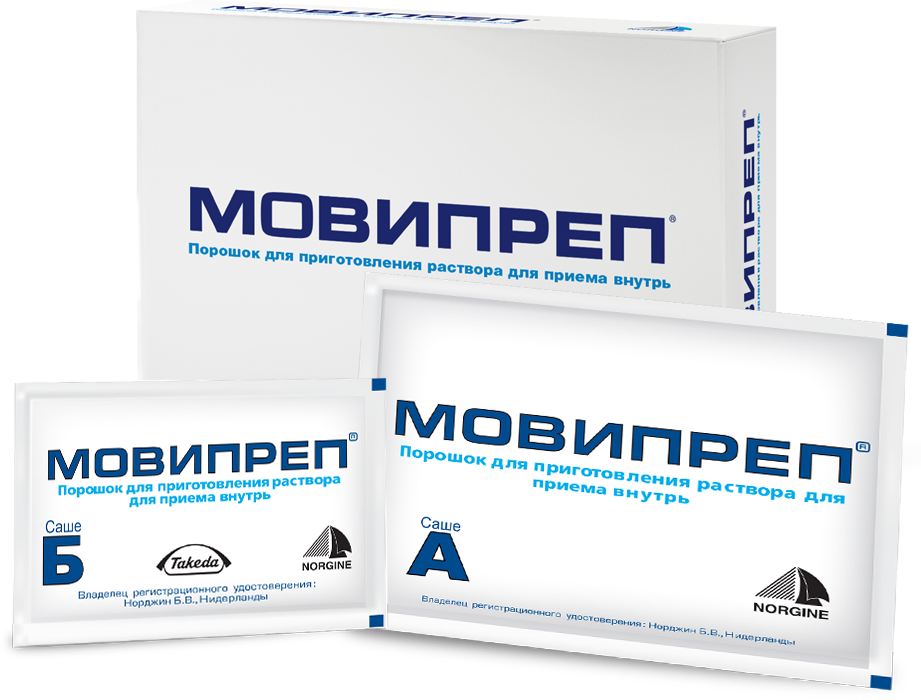 МОВИПРЕП
МОВИПРЕП®
Порошок для приготовления раствора для приема внутрь
МОВИПРЕП®
Порошок для приготовления раствора
для приема внутрь
Саше
Б
Takeda
NORGINE
Владелец регистрационного удостоверения:
Норджин Б.В., Нидерланды
МОВИПРЕП®
Порошок для приготовления раствора для
приема внутрь
Саше
А
NORGINE
Владелец регистрационного удостоверения: Норджин Б.В., Нидерланды